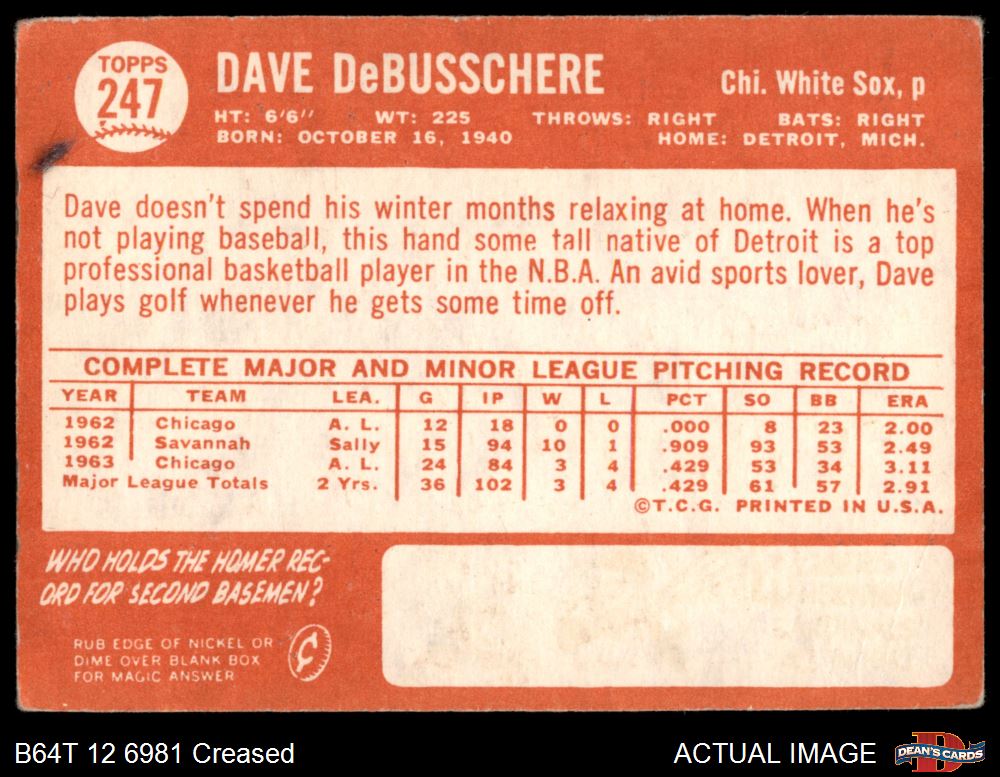 TOPPS
247
DAVE DeBUSSCHERE
Chi. White Sox, p
HT: 6'6" WT: 225 THROWS: RIGHT BATS: RIGHT
BORN: OCTOBER 16, 1940 HOME: DETROIT, MICH.
Dave doesn't spend his winter months relaxing at home. When he's
not playing baseball, this hand some tall native of Detroit is a top
professional basketball player in the N.B.A. An avid sports lover, Dave
plays golf whenever he gets some time off.
COMPLETE MAJOR AND MINOR LEAGUE PITCHING RECORD
YEAR TEAM LEA. G IP W L PCT SO BB ERA
1962 Chicago A. L. 12 18 0 0 .000 8 23 2.00
1962 Savannah Sally 15 94 10 1 .909 93 53 2.49
1963 Chicago A. L. 24 84 3 4 .429 53 34 3.11
Major League Totals 2 Yrs. 36 102 3 4 .429 61 57 2.91
©T.C.G. PRINTED IN U.S.A.
WHO HOLDS THE HOMER REC-
ORD FOR SECOND BASEMEN?
RUB EDGE OF NICKEL OR
DIME OVER BLANK BOX
FOR MAGIC ANSWER
B64T 12 6981 Creased
ACTUAL IMAGE
DEAN'S CARDS